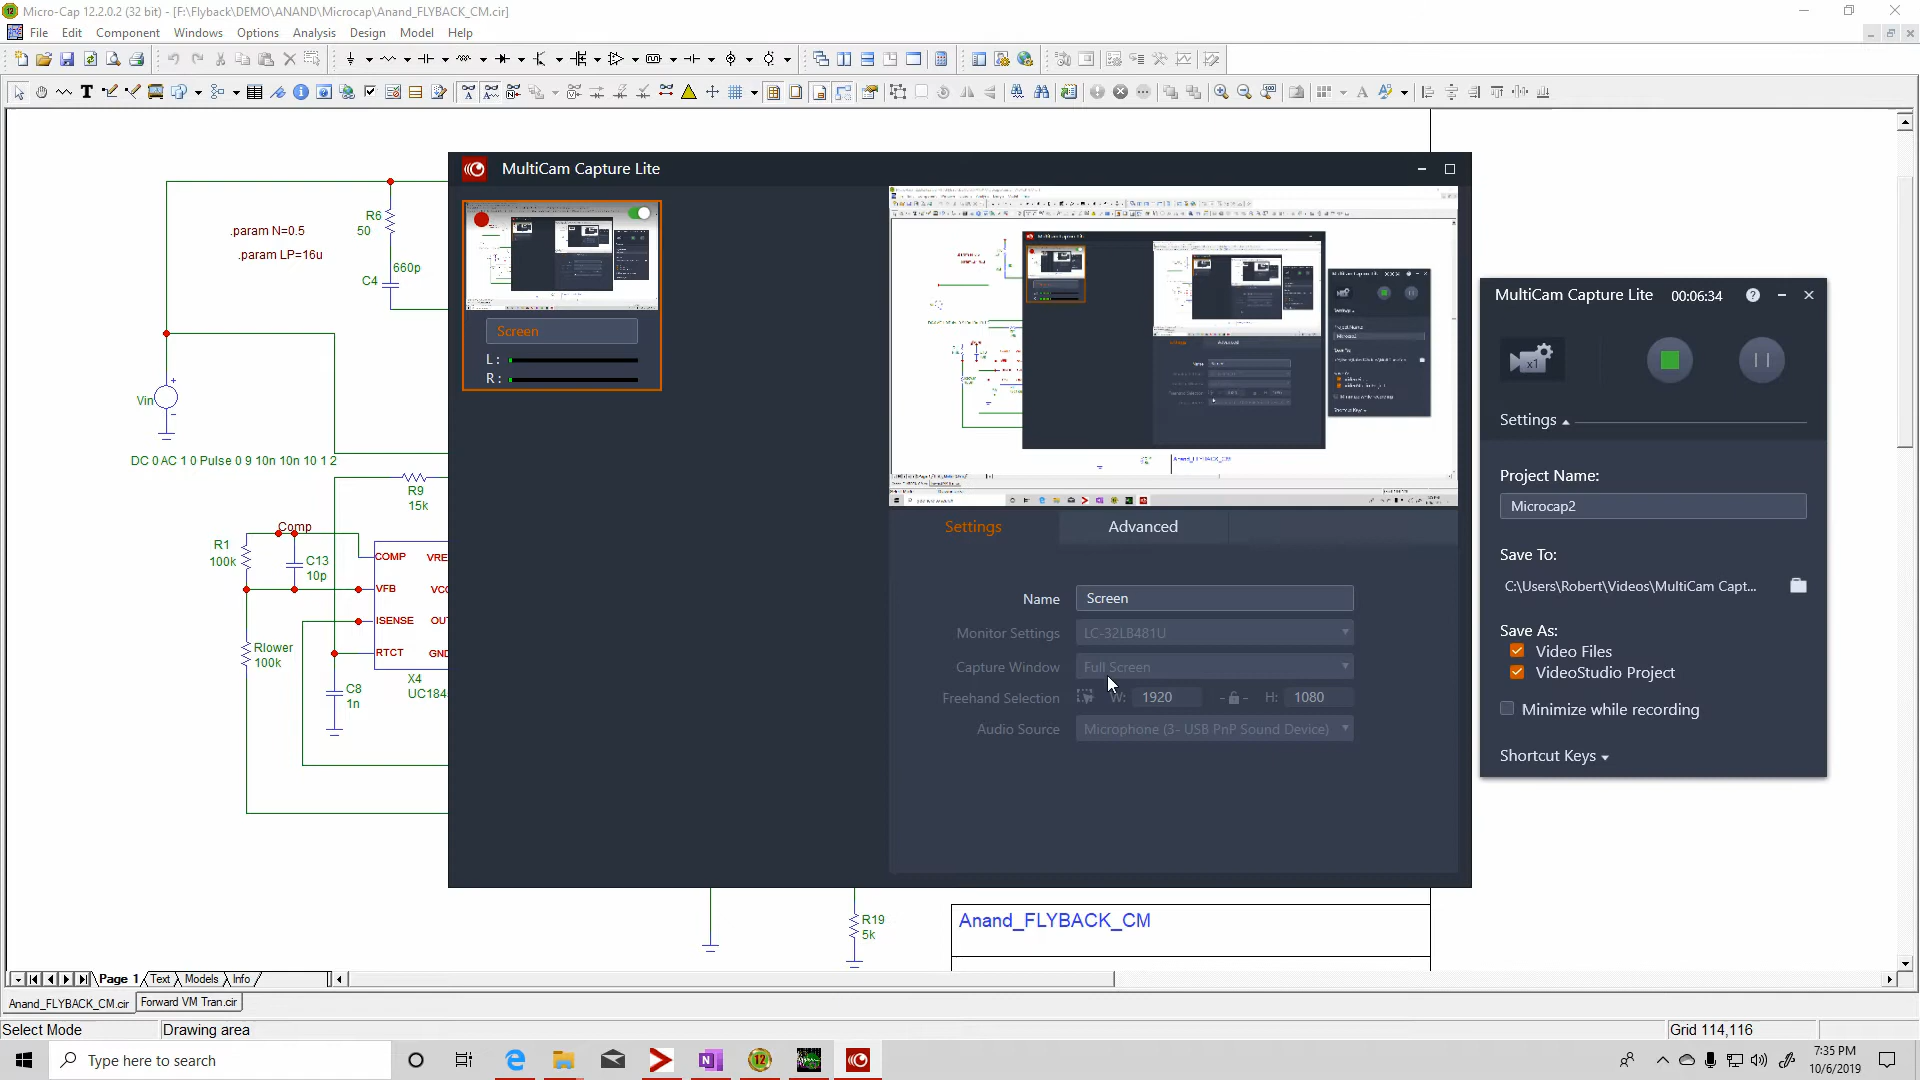 Micro-Cap 12.2.0.2 (32 bit) - [F:\Flyback\DEMO\ANAND\Microcap\Anand_FLYBACK_CM.cir]
File Edit Component Windows Options Analysis Design Model Help
.param N=0.5
.param LP=16u
R6
50
C4
660p
Vin
DC 0 AC 1 0 Pulse 0 9 10n 10n 10 1 2
R9
15k
Comp
R1
100k
C13
10p
COMP
VFB
ISENSE
RTCT
GND
Rlower
100k
C8
1n
X4
R19
5k
Anand_FLYBACK_CM
MultiCam Capture Lite
Screen
L:
R:
Settings
Advanced
Name Screen
Monitor Settings LC-32LB481U
Capture Window Full Screen
Freehand Selection W: 1920 H: 1080
Audio Source Microphone (3- USB PnP Sound Device)
MultiCam Capture Lite 00:06:34
x1
Settings
Project Name:
Microcap2
Save To:
C:\Users\Robert\Videos\MultiCam Capt...
Save As:
Video Files
VideoStudio Project
Minimize while recording
Shortcut Keys
Page 1 Text Models Info
Anand_FLYBACK_CM.cir Forward VM Tran.cir
Select Mode Drawing area Grid 114,116
Type here to search
7:35 PM
10/6/2019